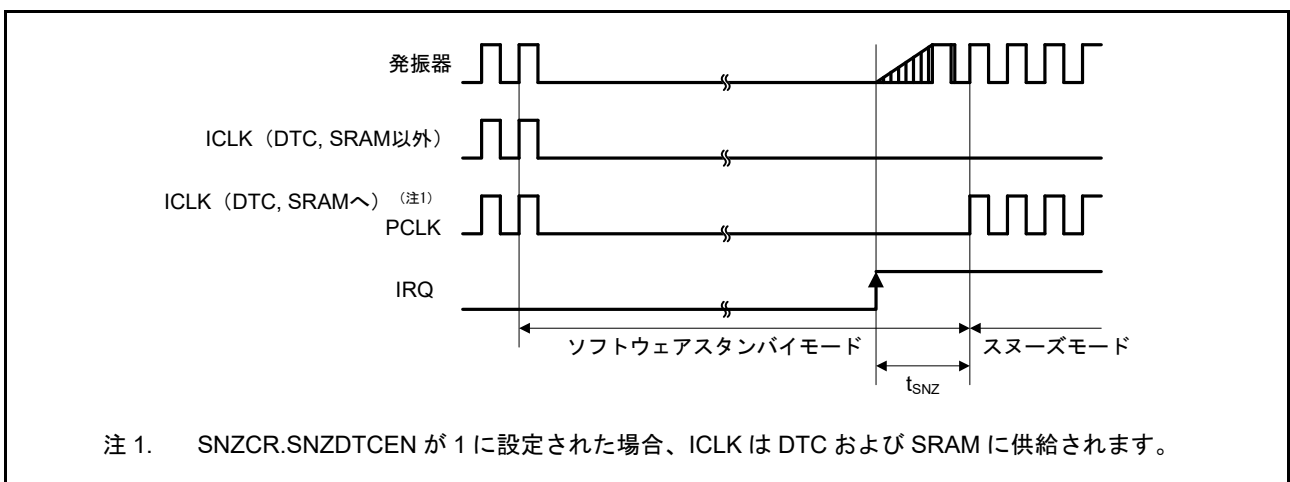 発振器
ICLK（DTC, SRAM以外）
ICLK（DTC, SRAMへ）（注1）
PCLK
IRQ
ソフトウェアスタンバイモード
スヌーズモード
tSNZ
注 1. SNZCR.SNZDTCEN が 1 に設定された場合、ICLK は DTC および SRAM に供給されます。